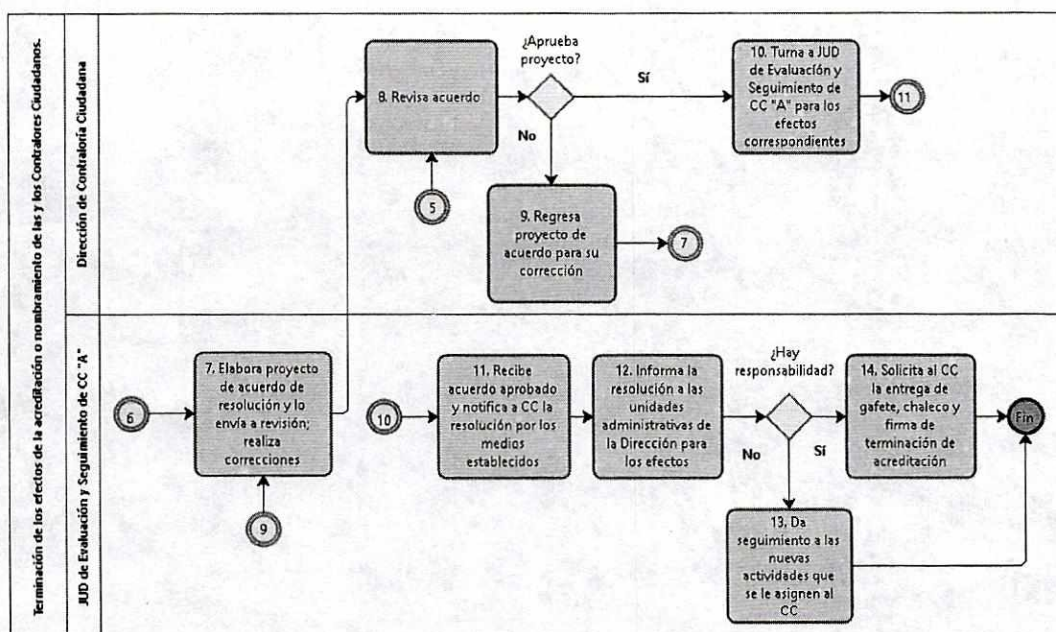 Terminación de los efectos de la acreditación o nombramiento de las y los Contralores Ciudadanos.
Dirección de Contraloría Ciudadana
8. Revisa acuerdo
¿Aprueba
proyecto?
Sí
No
10. Turna a JUD
de Evaluación y
Seguimiento de
CC "A" para los
efectos
correspondientes
11
5
9. Regresa
proyecto de
acuerdo para su
corrección
7
JUD de Evaluación y Seguimiento de CC "A"
6
7. Elabora proyecto
de acuerdo de
resolución y lo
envía a revisión;
realiza
correcciones
9
10
11. Recibe
acuerdo aprobado
y notifica a CC la
resolución por los
medios
establecidos
12. Informa la
resolución a las
unidades
administrativas de
la Dirección para
los efectos
¿Hay
responsabilidad?
No
Sí
14. Solicita al CC
la entrega de
gafete, chaleco y
firma de
terminación de
acreditación
Fin
13. Da
seguimiento a las
nuevas
actividades que
se le asignen al
CC